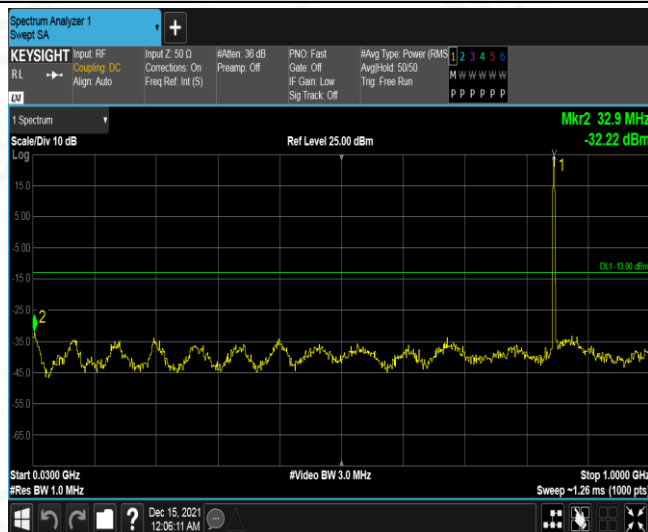 Spectrum Analyzer 1
Swept SA
+
KEYSIGHT
RL
LXI
Input: RF
Coupling: DC
Align: Auto
Input Z: 50 Ω
Corrections: On
Freq Ref: Int (S)
#Atten: 36 dB
Preamp: Off
PNO: Fast
Gate: Off
IF Gain: Low
Sig Track: Off
#Avg Type: Power (RMS
Avg|Hold: 50/50
Trig: Free Run
1 2 3 4 5 6
M W W W W W
P P P P P P
1 Spectrum
Scale/Div 10 dB
Ref Level 25.00 dBm
Mkr2 32.9 MHz
-32.22 dBm
Log
1
15.0
5.00
-5.00
DL1 -13.00 dBm
-15.0
-25.0
2
-35.0
-45.0
-55.0
-65.0
Start 0.0300 GHz
#Video BW 3.0 MHz
Stop 1.0000 GHz
#Res BW 1.0 MHz
Sweep ~1.26 ms (1000 pts)
?
Dec 15, 2021
12:06:11 AM